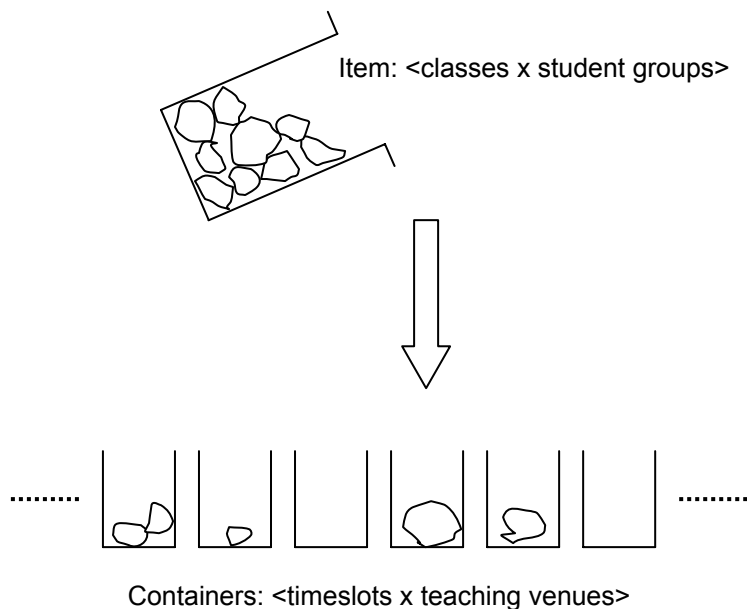 Item: <classes x student groups>
Containers: <timeslots x teaching venues>